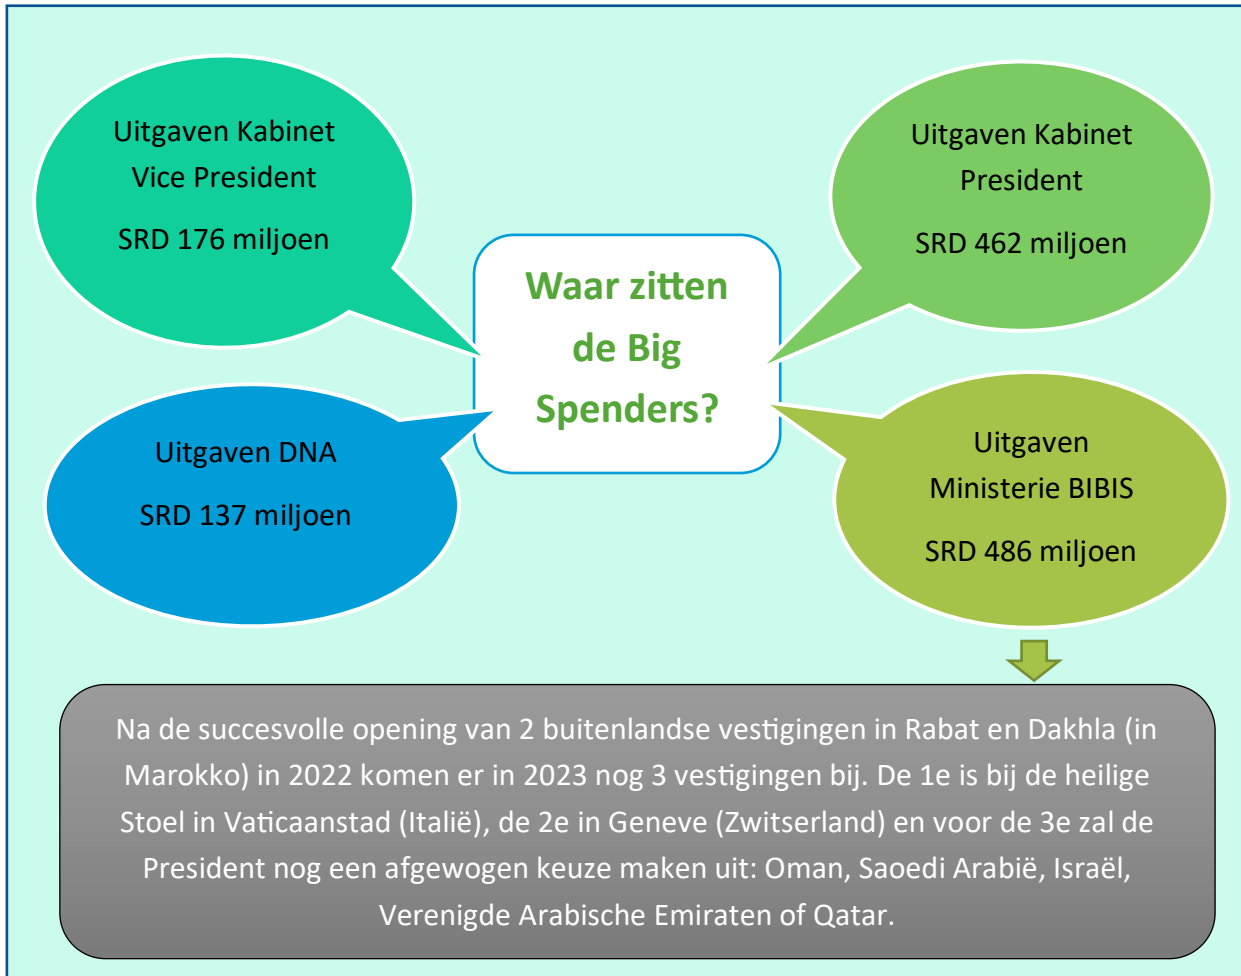 Uitgaven Kabinet
Vice President
SRD 176 miljoen
Uitgaven Kabinet
President
SRD 462 miljoen
Waar zitten
de Big
Spenders?
Uitgaven DNA
SRD 137 miljoen
Uitgaven
Ministerie BIBIS
SRD 486 miljoen
Na de succesvolle opening van 2 buitenlandse vestigingen in Rabat en Dakhla (in
Marokko) in 2022 komen er in 2023 nog 3 vestigingen bij. De 1e is bij de heilige
Stoel in Vaticaanstad (Italië), de 2e in Geneve (Zwitserland) en voor de 3e zal de
President nog een afgewogen keuze maken uit: Oman, Saoedi Arabië, Israël,
Verenigde Arabische Emiraten of Qatar.